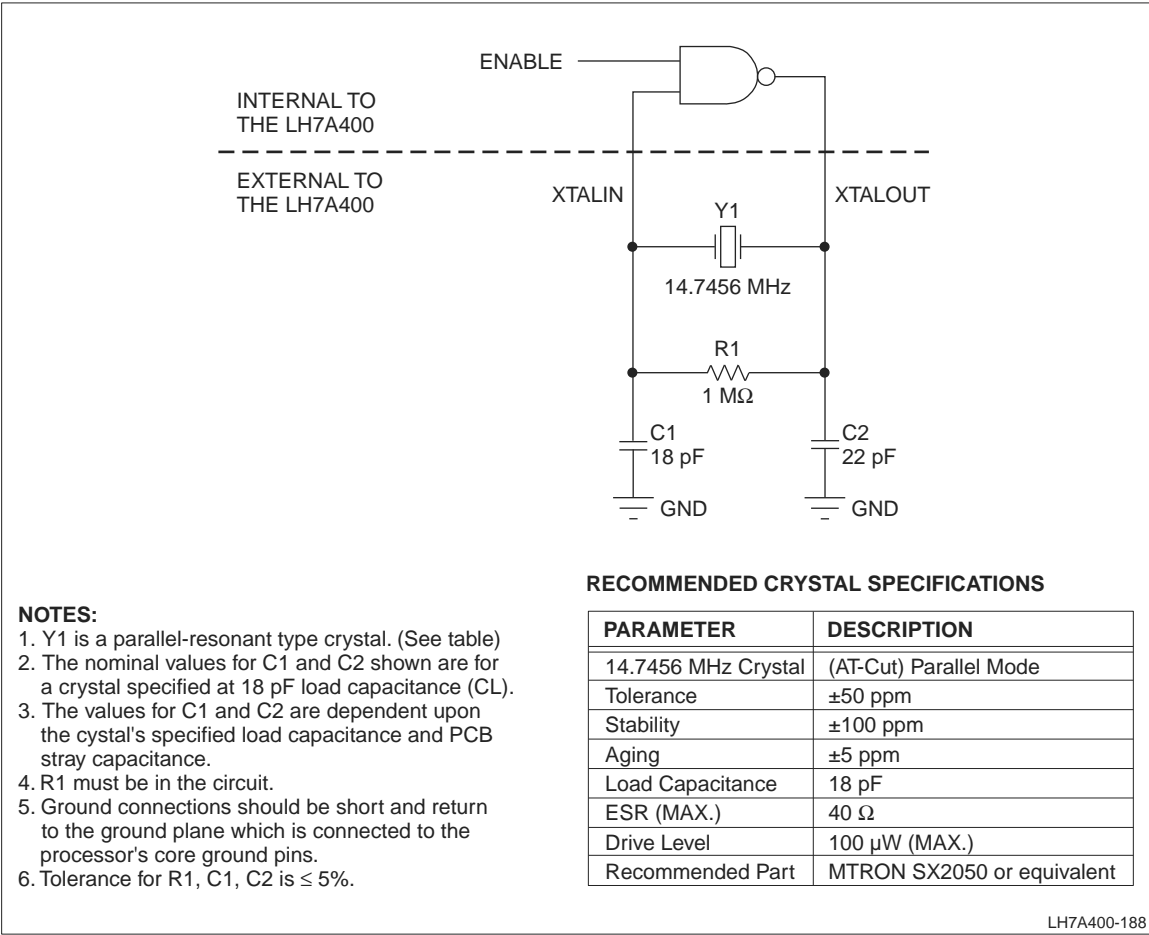 ENABLE
INTERNAL TO
THE LH7A400
EXTERNAL TO
THE LH7A400
XTALIN
XTALOUT
Y1
14.7456 MHz
R1
1 MΩ
C1
18 pF
C2
22 pF
GND
GND
NOTES:
1. Y1 is a parallel-resonant type crystal. (See table)
2. The nominal values for C1 and C2 shown are for
a crystal specified at 18 pF load capacitance (CL).
3. The values for C1 and C2 are dependent upon
the cystal's specified load capacitance and PCB
stray capacitance.
4. R1 must be in the circuit.
5. Ground connections should be short and return
to the ground plane which is connected to the
processor's core ground pins.
6. Tolerance for R1, C1, C2 is ≤ 5%.
RECOMMENDED CRYSTAL SPECIFICATIONS
PARAMETER DESCRIPTION
14.7456 MHz Crystal (AT-Cut) Parallel Mode
Tolerance ±50 ppm
Stability ±100 ppm
Aging ±5 ppm
Load Capacitance 18 pF
ESR (MAX.) 40 Ω
Drive Level 100 µW (MAX.)
Recommended Part MTRON SX2050 or equivalent
LH7A400-188